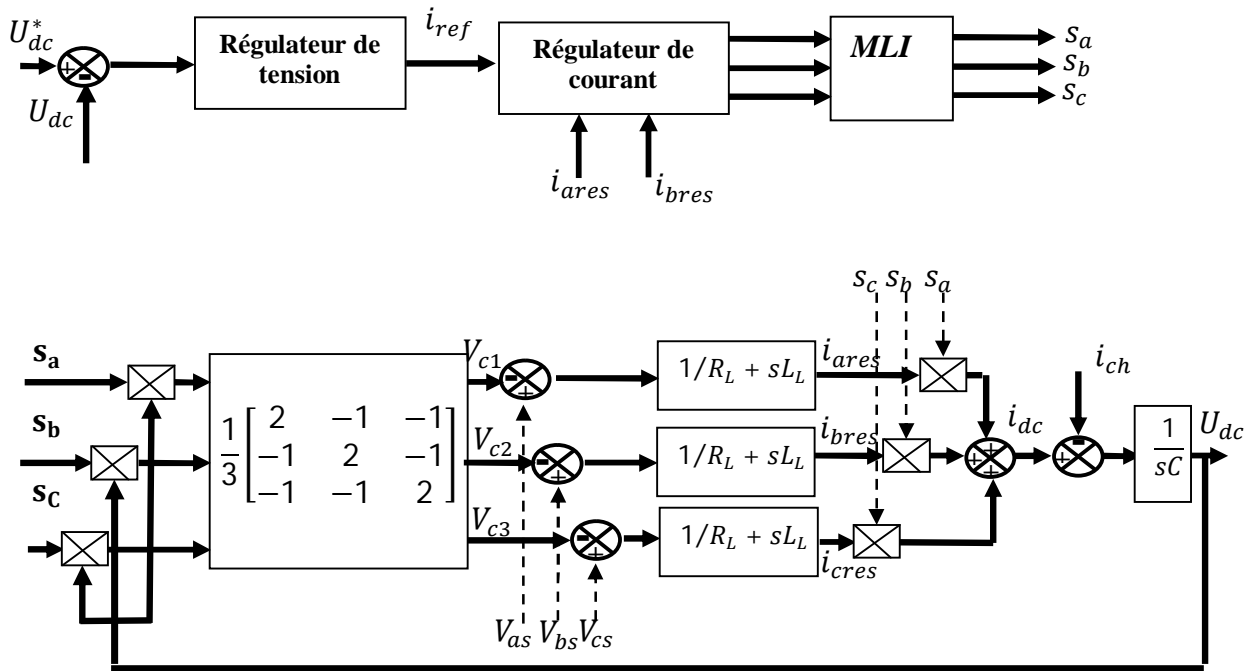 U*dc
+
-
Udc
Régulateur de
tension
iref
Régulateur de
courant
iares
ibres
MLI
sa
sb
sc
sc sb sa
sa
sb
sC
1/3 [2 −1 −1
−1 2 −1
−1 −1 2]
Vc1
Vc2
Vc3
-
+
-
+
-
+
Vas Vbs Vcs
1/RL + sLL
1/RL + sLL
1/RL + sLL
iares
ibres
icres
+
+
+
idc
ich
-
+
1/sC
Udc